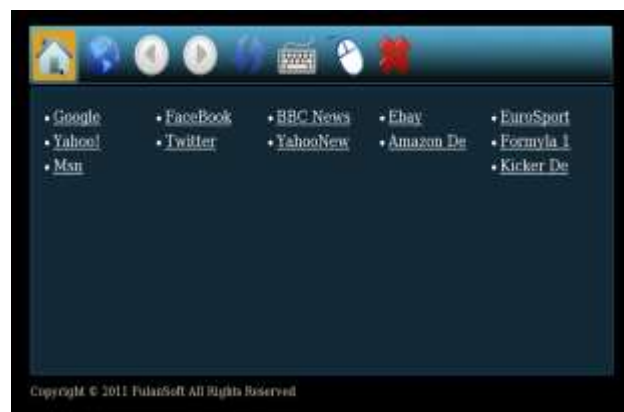 • Google • FaceBook • BBC News • Ebay • EuroSport
• Yahoo! • Twitter • YahooNew • Amazon De • Formyla 1
• Msn • Kicker De
Copyright © 2011 FulanSoft All Rights Reserved